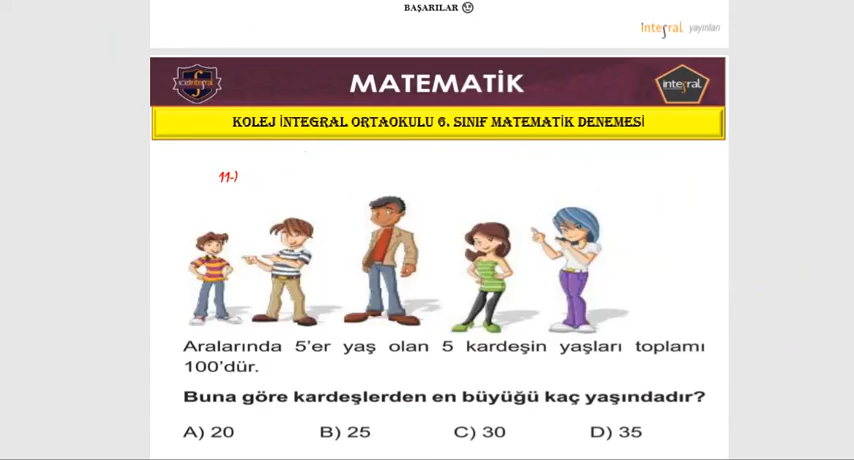 BAŞARILAR
integral yayınları
integral
MATEMATİK
integral
KOLEJ İNTEGRAL ORTAOKULU 6. SINIF MATEMATİK DENEMESİ
11-)
Aralarında 5'er yaş olan 5 kardeşin yaşları toplamı
100'dür.
Buna göre kardeşlerden en büyüğü kaç yaşındadır?
A) 20 B) 25 C) 30 D) 35